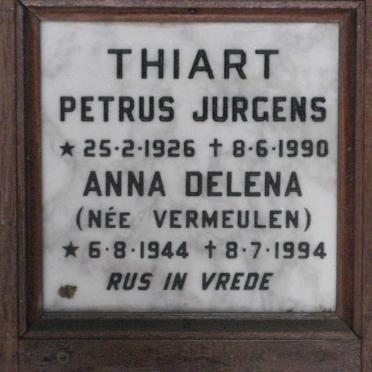 THIART
PETRUS JURGENS
★ 25·2·1926 † 8·6·1990
ANNA DELENA
(NÉE VERMEULEN)
★ 6·8·1944 † 8·7·1994
RUS IN VREDE